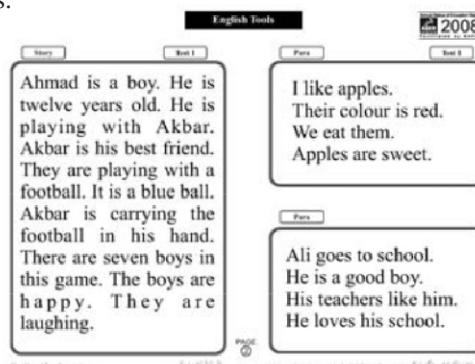 s.
English Tools
2008
Story
Test 1
Ahmad is a boy. He is
twelve years old. He is
playing with Akbar.
Akbar is his best friend.
They are playing with a
football. It is a blue ball.
Akbar is carrying the
football in his hand.
There are seven boys in
this game. The boys are
happy. They are
laughing.
Para
Test 1
I like apples.
Their colour is red.
We eat them.
Apples are sweet.
Para
Ali goes to school.
He is a good boy.
His teachers like him.
He loves his school.
PAGE
2